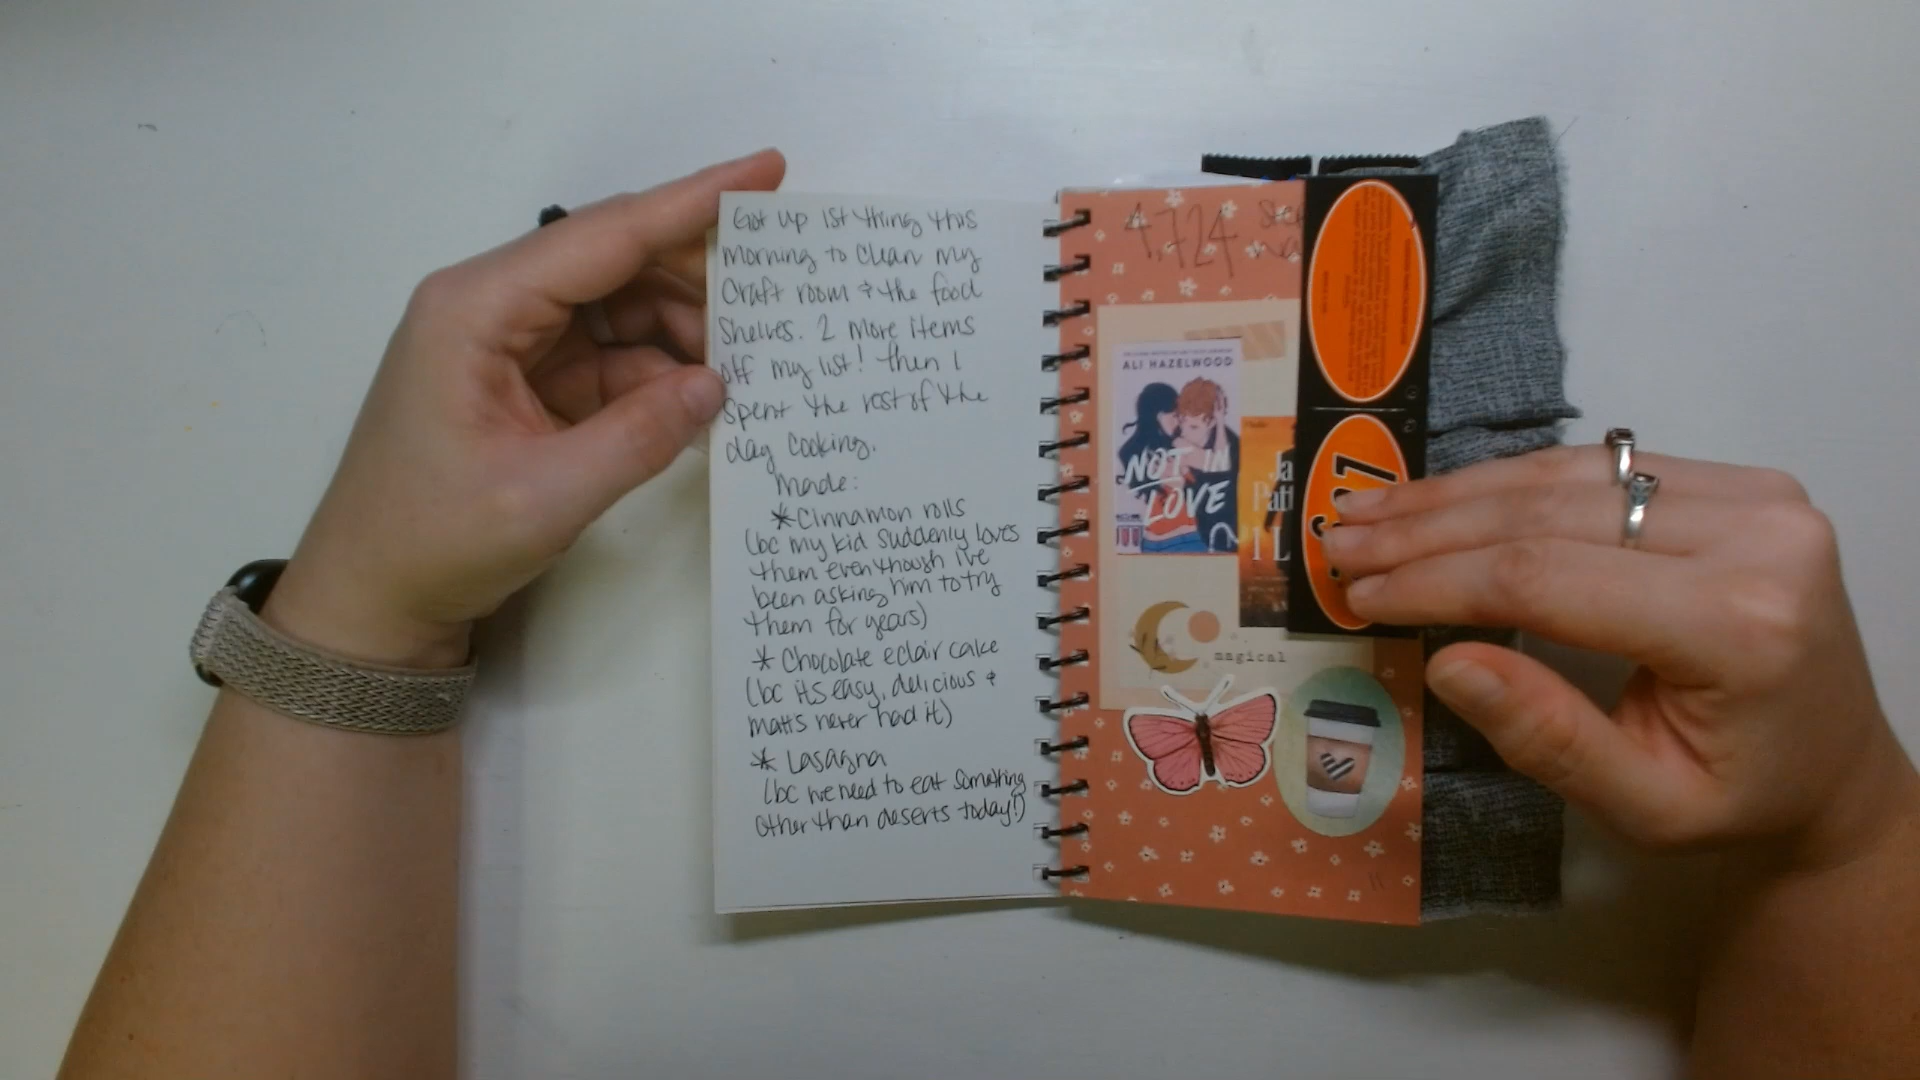 Got up 1st thing this
morning to clean my
Craft room & the food
Shelves. 2 more items
off my list! then I
Spent the rest of the
day cooking.
Made:
*Cinnamon rolls
(bc my kid suddenly loves
them even though i've
been asking him to try
them for years)
* Chocolate eclair cake
(bc its easy, delicious &
matts never had it)
* Lasagna
(bc we need to eat something
other than deserts today!)
4,724
ALI HAZELWOOD
NOT IN
LOVE
magical